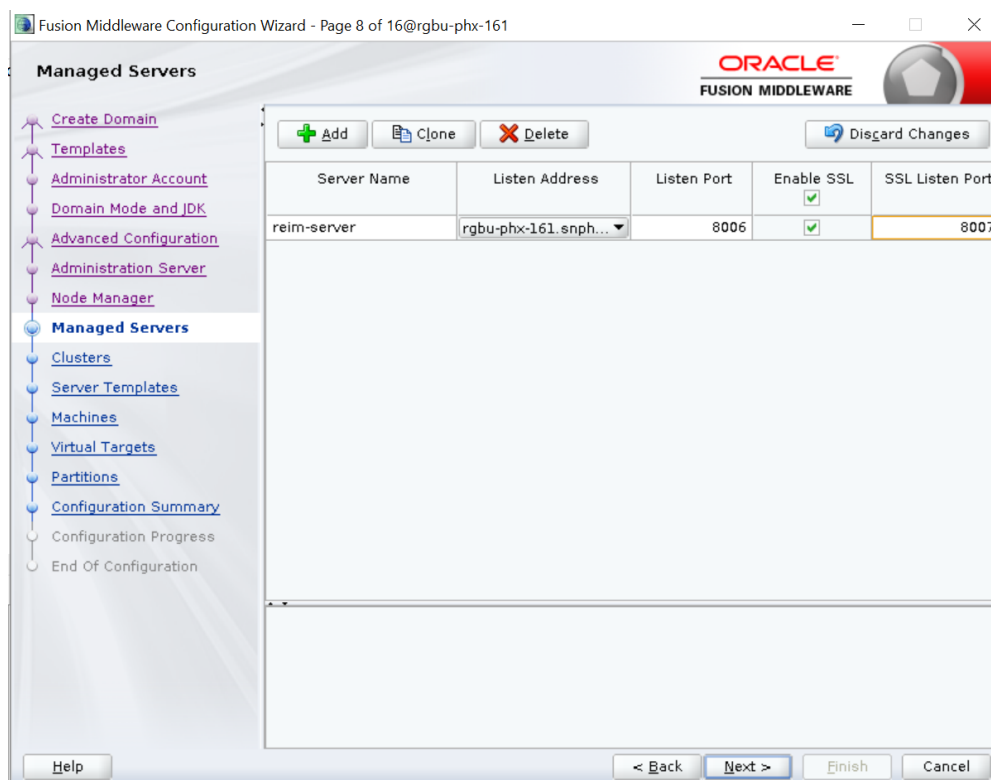 Fusion Middleware Configuration Wizard - Page 8 of 16@rgbu-phx-161
Managed Servers
ORACLE
FUSION MIDDLEWARE
Create Domain
Templates
Administrator Account
Domain Mode and JDK
Advanced Configuration
Administration Server
Node Manager
Managed Servers
Clusters
Server Templates
Machines
Virtual Targets
Partitions
Configuration Summary
Configuration Progress
End Of Configuration
Add Clone Delete Discard Changes
Server Name Listen Address Listen Port Enable SSL SSL Listen Port
reim-server rgbu-phx-161.snph... 8006 8007
Help < Back Next > Finish Cancel